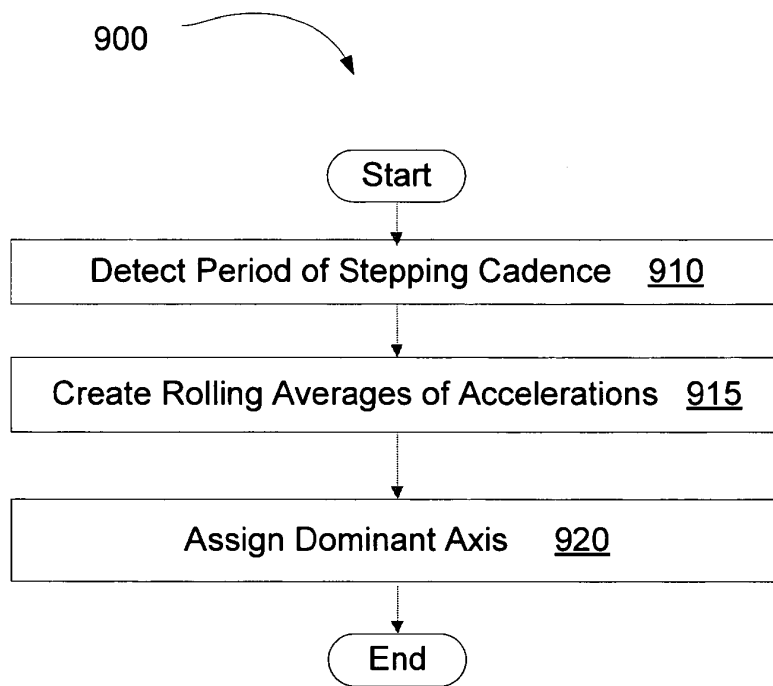 900
Start
Detect Period of Stepping Cadence 910
Create Rolling Averages of Accelerations 915
Assign Dominant Axis 920
End